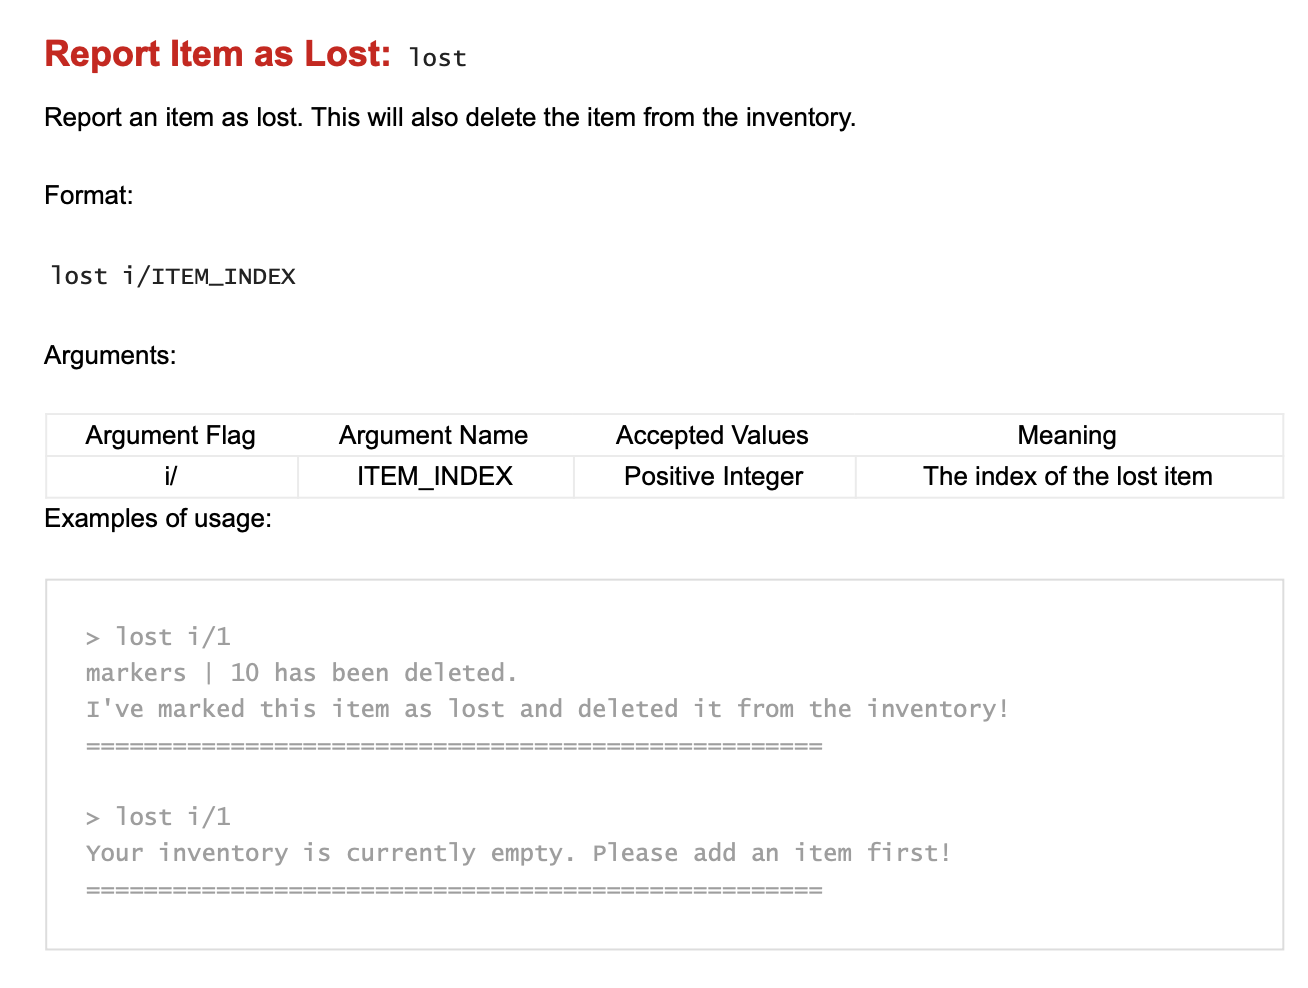 Report Item as Lost: lost
Report an item as lost. This will also delete the item from the inventory.
Format:
lost i/ITEM_INDEX
Arguments:
Argument Flag Argument Name Accepted Values Meaning
i/ ITEM_INDEX Positive Integer The index of the lost item
Examples of usage:
> lost i/1
markers | 10 has been deleted.
I've marked this item as lost and deleted it from the inventory!
===================================================
> lost i/1
Your inventory is currently empty. Please add an item first!
===================================================